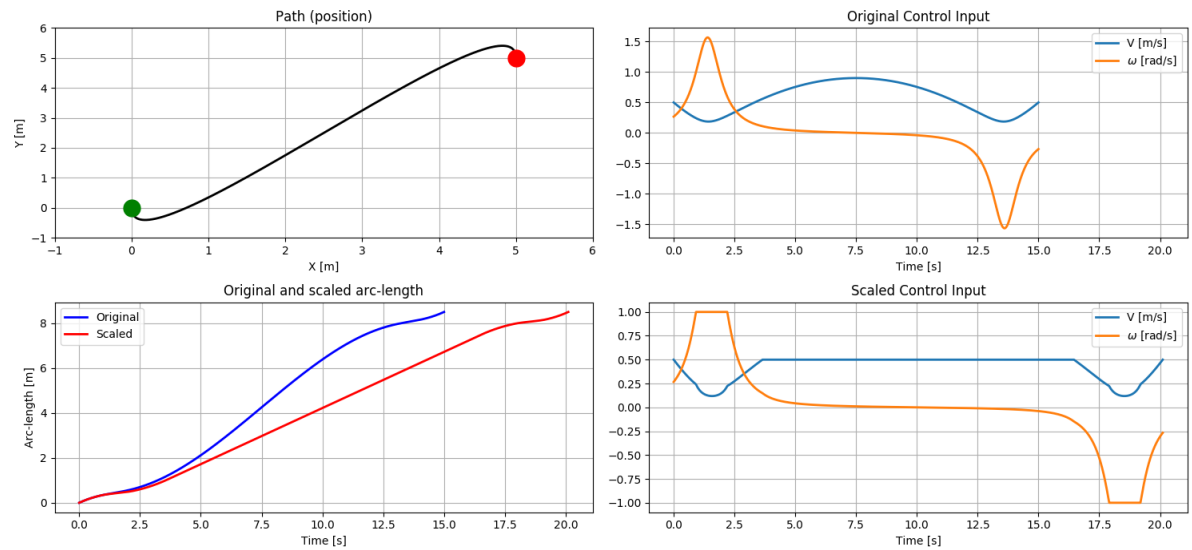 Path (position)
6
5
4
3
2
1
0
−1
Y [m]
−1 0 1 2 3 4 5 6
X [m]
Original Control Input
1.5
1.0
0.5
0.0
−0.5
−1.0
−1.5
V [m/s]
ω [rad/s]
0.0 2.5 5.0 7.5 10.0 12.5 15.0 17.5 20.0
Time [s]
Original and scaled arc-length
Original
Scaled
8
6
4
2
0
Arc-length [m]
0.0 2.5 5.0 7.5 10.0 12.5 15.0 17.5 20.0
Time [s]
Scaled Control Input
1.00
0.75
0.50
0.25
0.00
−0.25
−0.50
−0.75
−1.00
V [m/s]
ω [rad/s]
0.0 2.5 5.0 7.5 10.0 12.5 15.0 17.5 20.0
Time [s]